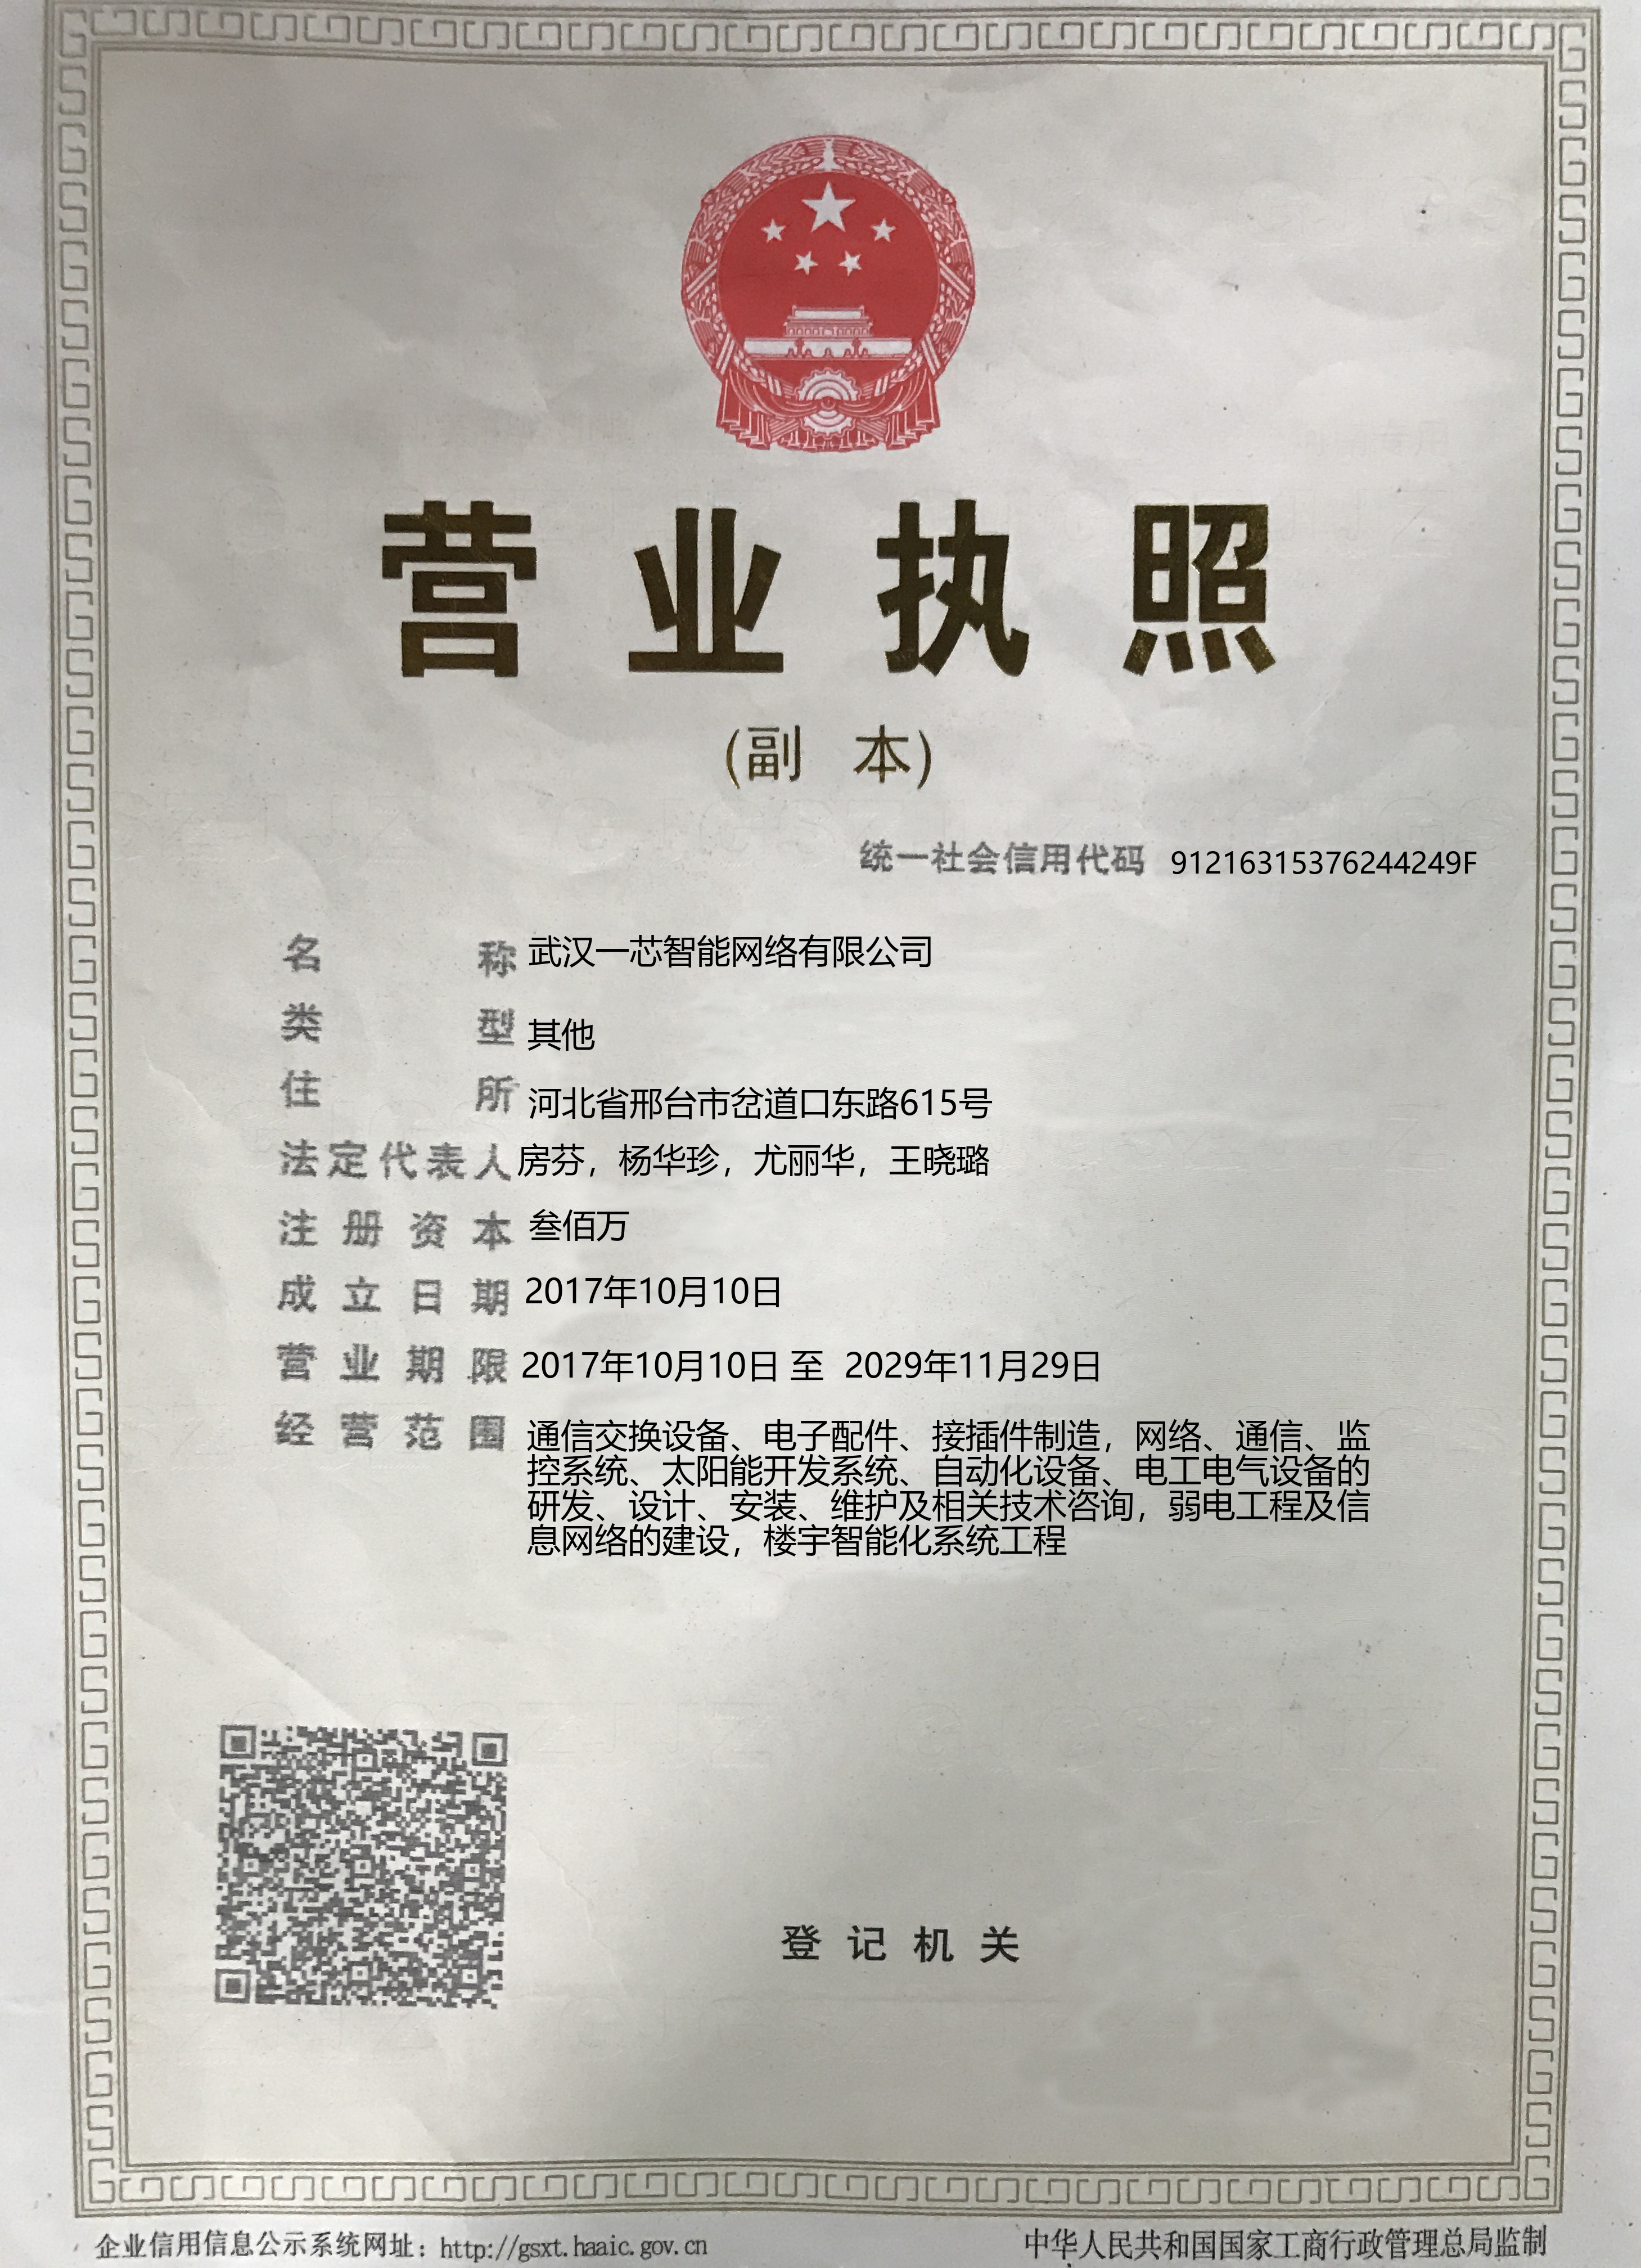 营业执照
(副 本)
统一社会信用代码 91216315376244249F
名 称 武汉一芯智能网络有限公司
类 型 其他
住 所 河北省邢台市岔道口东路615号
法定代表人 房芬，杨华珍，尤丽华，王晓璐
注册资本 叁佰万
成立日期 2017年10月10日
营业期限 2017年10月10日 至 2029年11月29日
经营范围 通信交换设备、电子配件、接插件制造，网络、通信、监
控系统、太阳能开发系统、自动化设备、电工电气设备的
研发、设计、安装、维护及相关技术咨询，弱电工程及信
息网络的建设，楼宇智能化系统工程
登记机关
企业信用信息公示系统网址：http://gsxt.haaic.gov.cn
中华人民共和国国家工商行政管理总局监制